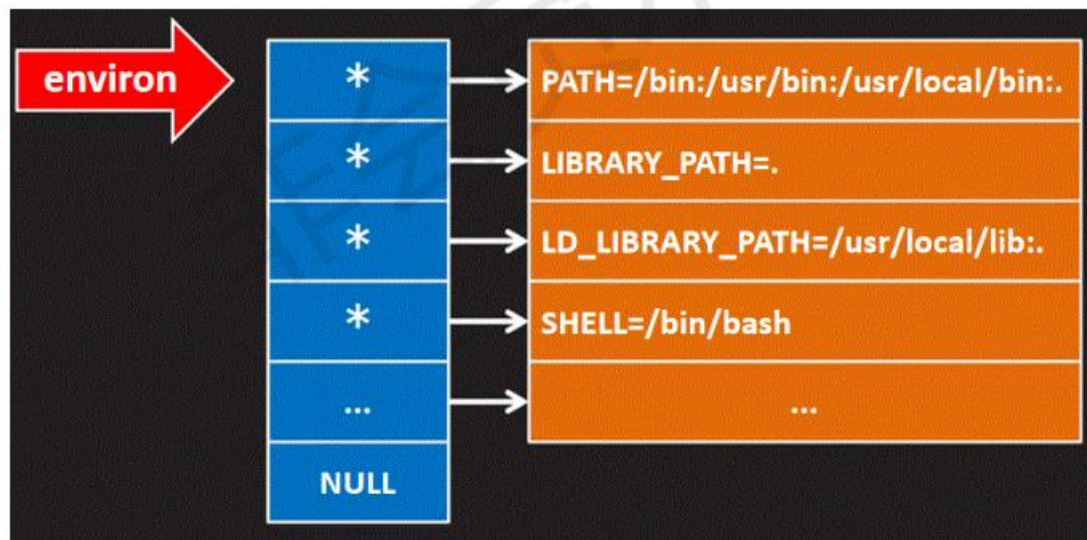 environ
*
PATH=/bin:/usr/bin:/usr/local/bin:.
*
LIBRARY_PATH=.
*
LD_LIBRARY_PATH=/usr/local/lib:.
*
SHELL=/bin/bash
...
...
NULL